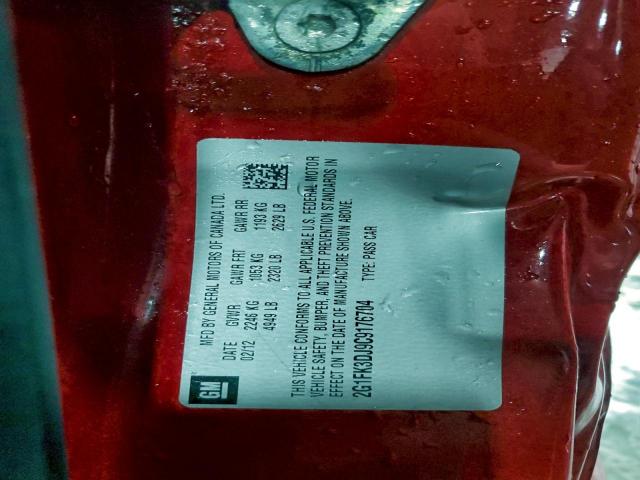 GM
MFD BY GENERAL MOTORS OF CANADA LTD.
DATE GVWR GAWR FRT GAWR RR
02/12 2246 KG 1053 KG 1193 KG
4949 LB 2320 LB 2629 LB
THIS VEHICLE CONFORMS TO ALL APPLICABLE U.S. FEDERAL MOTOR
VEHICLE SAFETY, BUMPER, AND THEFT PREVENTION STANDARDS IN
EFFECT ON THE DATE OF MANUFACTURE SHOWN ABOVE.
2G1FK3DJ9C9176704 TYPE: PASS CAR